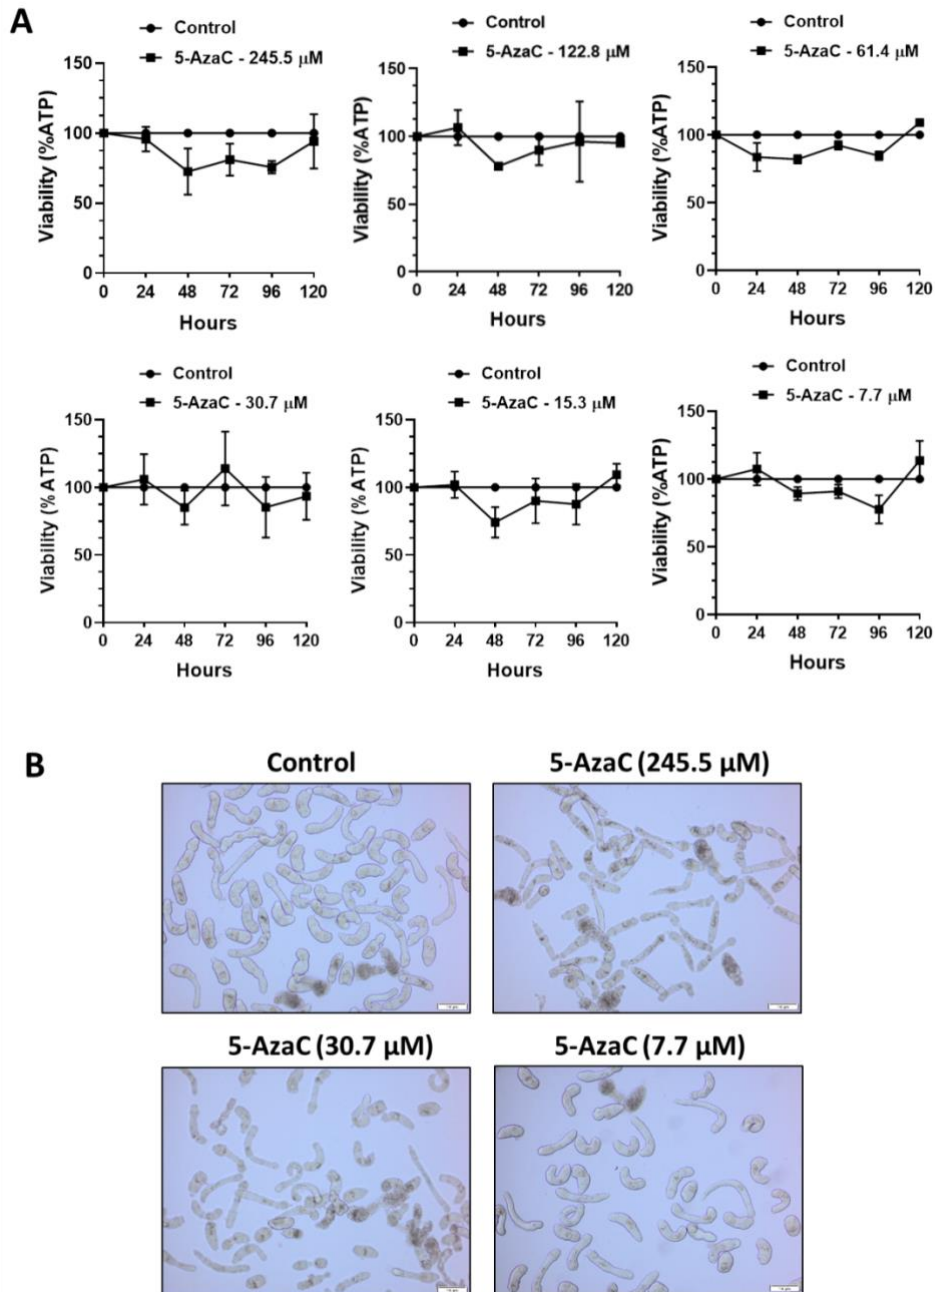 A
Control
5-AzaC - 245.5 μM
Viability (%ATP)
150
100
50
0
0 24 48 72 96 120
Hours
Control
5-AzaC - 122.8 μM
Viability (%ATP)
150
100
50
0
0 24 48 72 96 120
Hours
Control
5-AzaC - 61.4 μM
Viability (%ATP)
150
100
50
0
0 24 48 72 96 120
Hours
Control
5-AzaC - 30.7 μM
Viability (% ATP)
150
100
50
0
0 24 48 72 96 120
Hours
Control
5-AzaC - 15.3 μM
Viability (% ATP)
150
100
50
0
0 24 48 72 96 120
Hours
Control
5-AzaC - 7.7 μM
Viability (%ATP)
150
100
50
0
0 24 48 72 96 120
Hours
B
Control
5-AzaC (245.5 μM)
5-AzaC (30.7 μM)
5-AzaC (7.7 μM)